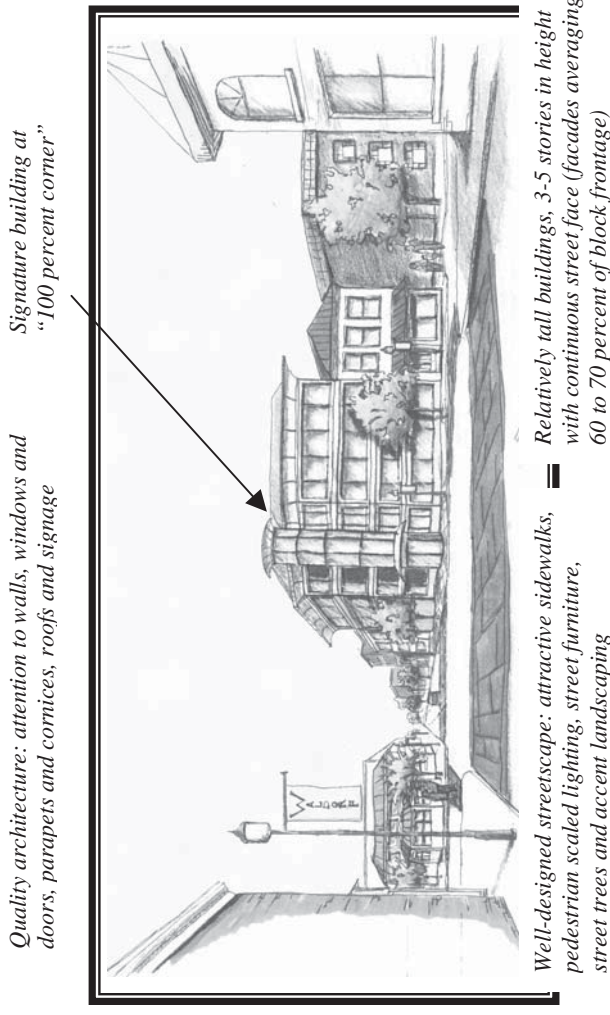 Quality architecture: attention to walls, windows and
doors, parapets and cornices, roofs and signage
Signature building at
“100 percent corner”
WALDORF
Well-designed streetscape: attractive sidewalks,
pedestrian scaled lighting, street furniture,
street trees and accent landscaping
Relatively tall buildings, 3-5 stories in height
with continuous street face (facades averaging
60 to 70 percent of block frontage)